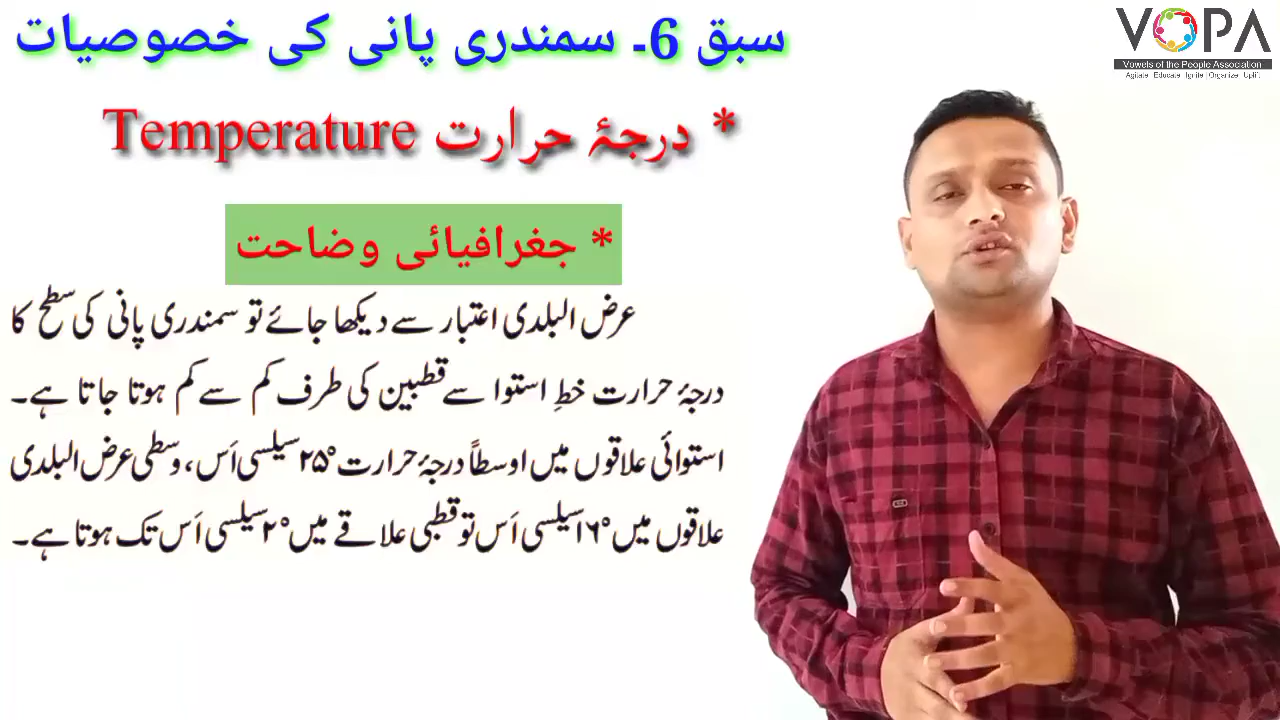 سبق 6۔ سمندری پانی کی خصوصیات
VOPA
Vowels of the People Association
Agitate | Educate | Ignite | Organize | Uplift
* درجۂ حرارت Temperature
* جغرافیائی وضاحت
عرض البلدی اعتبار سے دیکھا جائے تو سمندری پانی کی سطح کا
درجۂ حرارت خطِ استوا سے قطبین کی طرف کم سے کم ہوتا جاتا ہے۔
استوائی علاقوں میں اوسطاً درجۂ حرارت ۲۵° سیلسی اَس، وسطی عرض البلدی
علاقوں میں ۱۶° سیلسی اَس تو قطبی علاقے میں ۲° سیلسی اَس تک ہوتا ہے۔